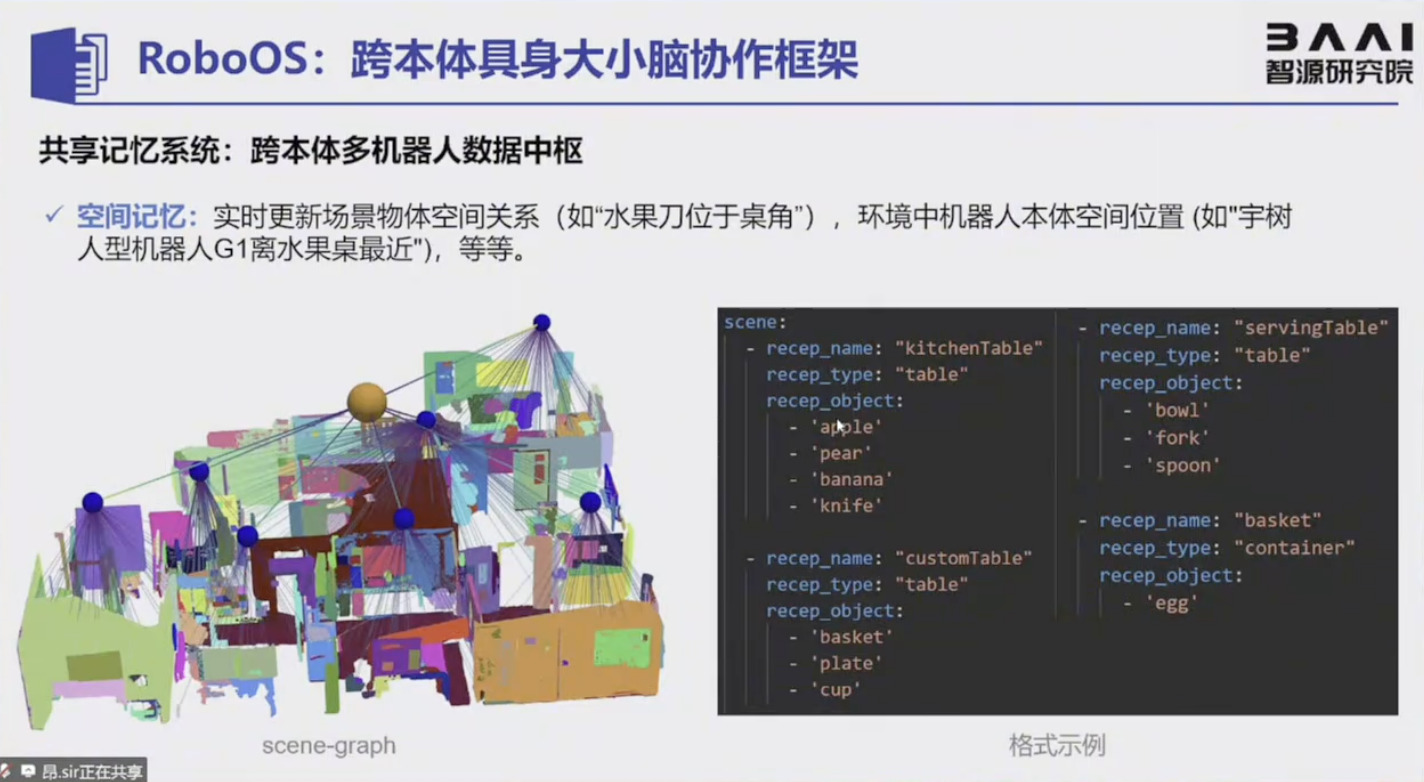 RoboOS：跨本体具身大小脑协作框架
BAAI
智源研究院
共享记忆系统：跨本体多机器人数据中枢
✓ 空间记忆：实时更新场景物体空间关系（如“水果刀位于桌角”），环境中机器人本体空间位置 (如"宇树
人型机器人G1离水果桌最近")，等等。
scene:
- recep_name: "kitchenTable"
recep_type: "table"
recep_object:
- 'apple'
- 'pear'
- 'banana'
- 'knife'
- recep_name: "customTable"
recep_type: "table"
recep_object:
- 'basket'
- 'plate'
- 'cup'
- recep_name: "servingTable"
recep_type: "table"
recep_object:
- 'bowl'
- 'fork'
- 'spoon'
- recep_name: "basket"
recep_type: "container"
recep_object:
- 'egg'
scene-graph
格式示例
昂.sir正在共享